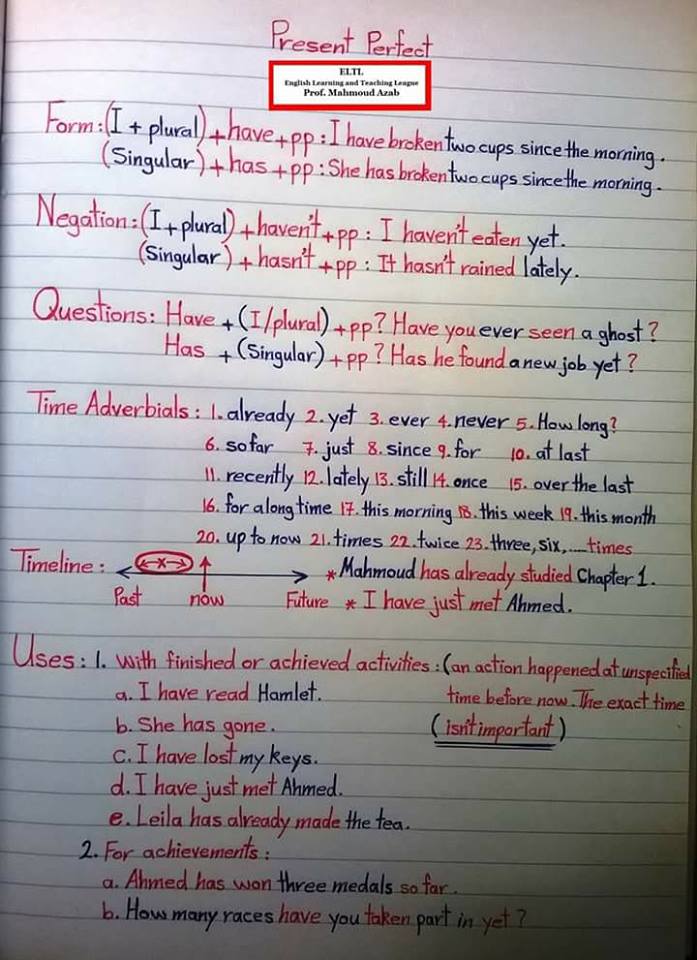 Present Perfect
ELTL
English Learning and Teaching League
Prof. Mahmoud Azab
Form:(I + plural)+have+pp: I have broken two cups since the morning.
(Singular)+has+pp: She has broken two cups since the morning.
Negation:(I+plural)+haven't+pp: I haven't eaten yet.
(Singular)+hasn't+pp: It hasn't rained lately.
Questions: Have+(I/plural)+pp? Have you ever seen a ghost?
Has +(Singular)+pp? Has he found a new job yet?
Time Adverbials: 1.already 2.yet 3.ever 4.never 5.How long?
6. so far 7. just 8. since 9. for 10. at last
11. recently 12. lately 13. still 14. once 15. over the last
16. for a long time 17. this morning 18. this week 19. this month
20. up to now 21. times 22. twice 23. three, six,.....times
Timeline: x *Mahmoud has already studied Chapter 1.
Past now Future * I have just met Ahmed.
Uses: 1. With finished or achieved activities:(an action happened at unspecified
a. I have read Hamlet. time before now. The exact time
b. She has gone. (isn't important)
c. I have lost my keys.
d. I have just met Ahmed.
e. Leila has already made the tea.
2. For achievements:
a. Ahmed has won three medals so far.
b. How many races have you taken part in yet?